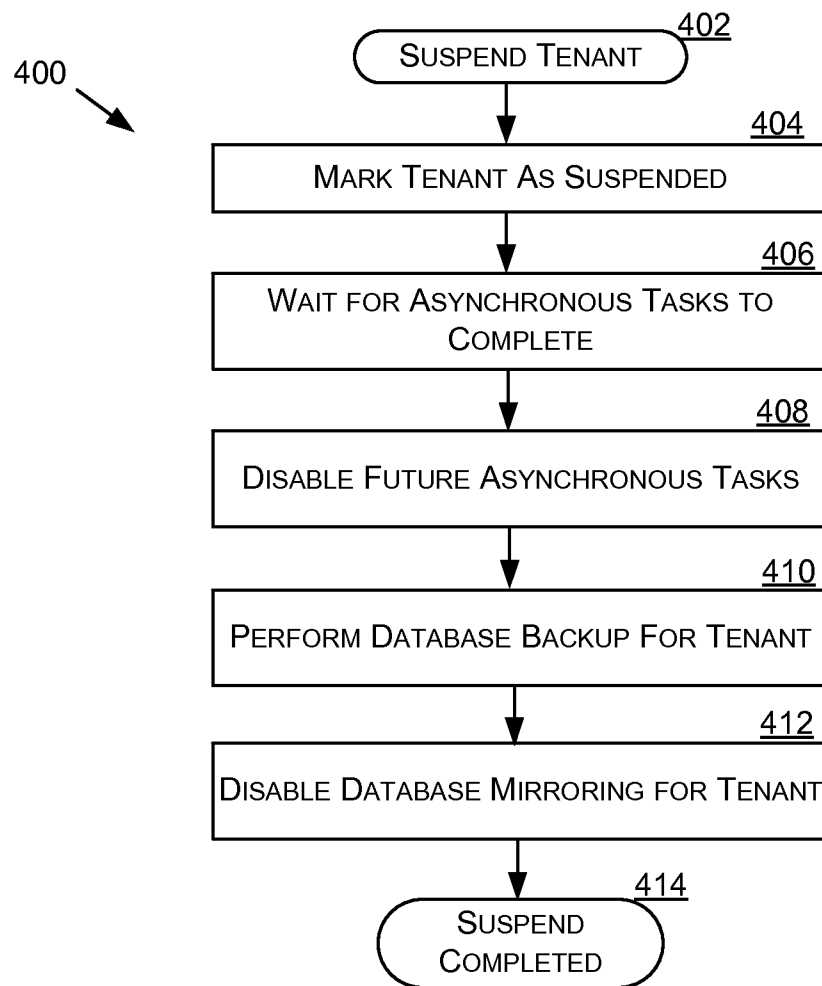 402
SUSPEND TENANT
400
404
MARK TENANT AS SUSPENDED
406
WAIT FOR ASYNCHRONOUS TASKS TO
COMPLETE
408
DISABLE FUTURE ASYNCHRONOUS TASKS
410
PERFORM DATABASE BACKUP FOR TENANT
412
DISABLE DATABASE MIRRORING FOR TENANT
414
SUSPEND
COMPLETED